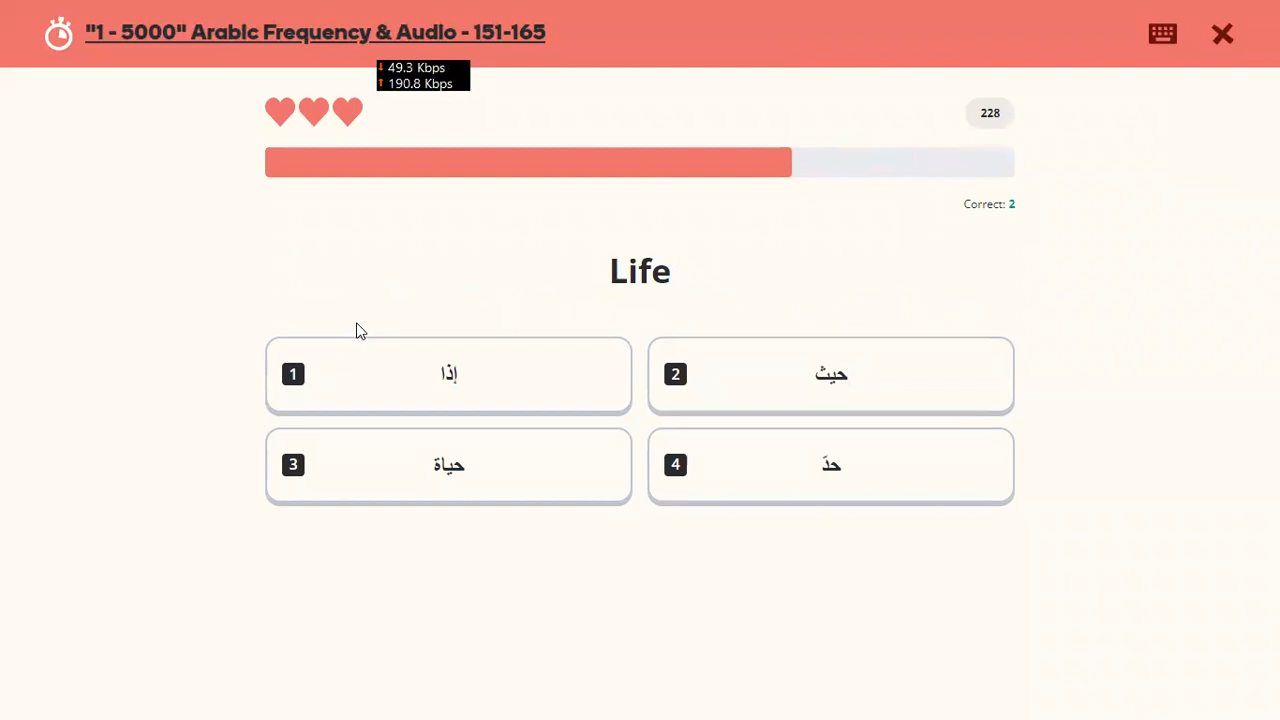 "1 - 5000" Arabic Frequency & Audio - 151-165
49.3 Kbps
190.8 Kbps
228
Correct: 2
Life
1 إذا
2 حيث
3 حياة
4 حدّ